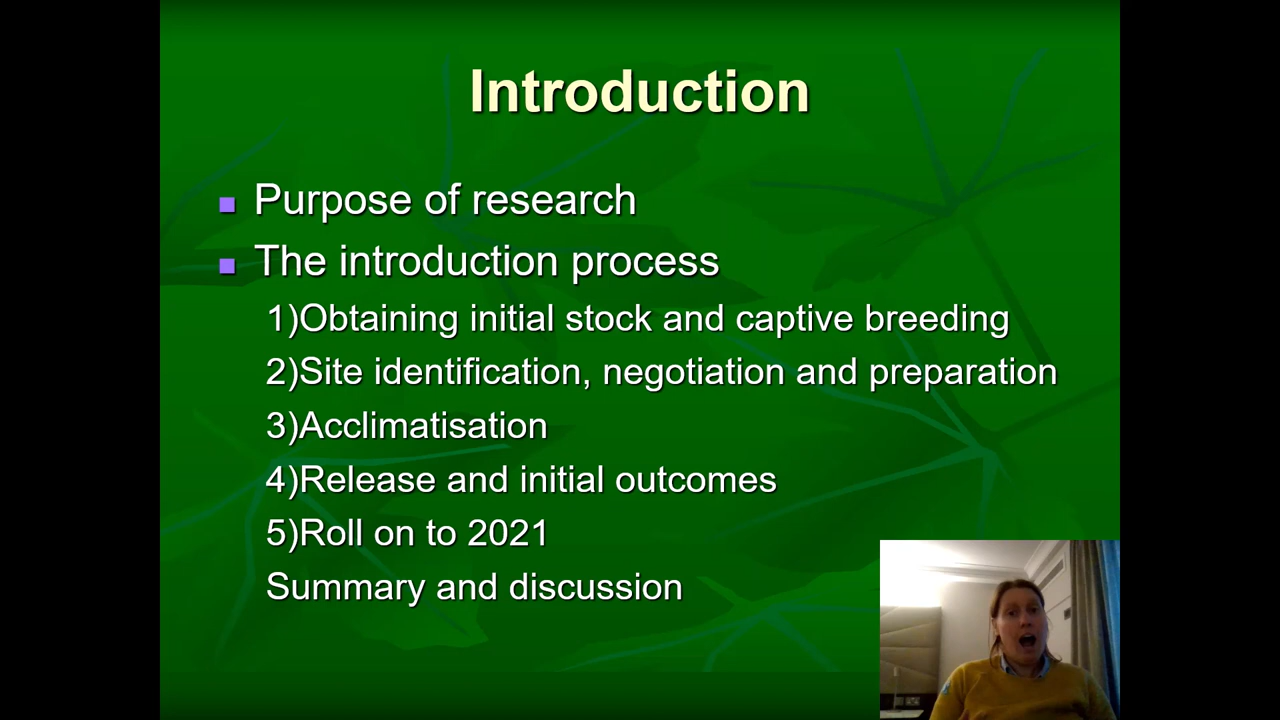 Introduction
Purpose of research
The introduction process
1)Obtaining initial stock and captive breeding
2)Site identification, negotiation and preparation
3)Acclimatisation
4)Release and initial outcomes
5)Roll on to 2021
Summary and discussion